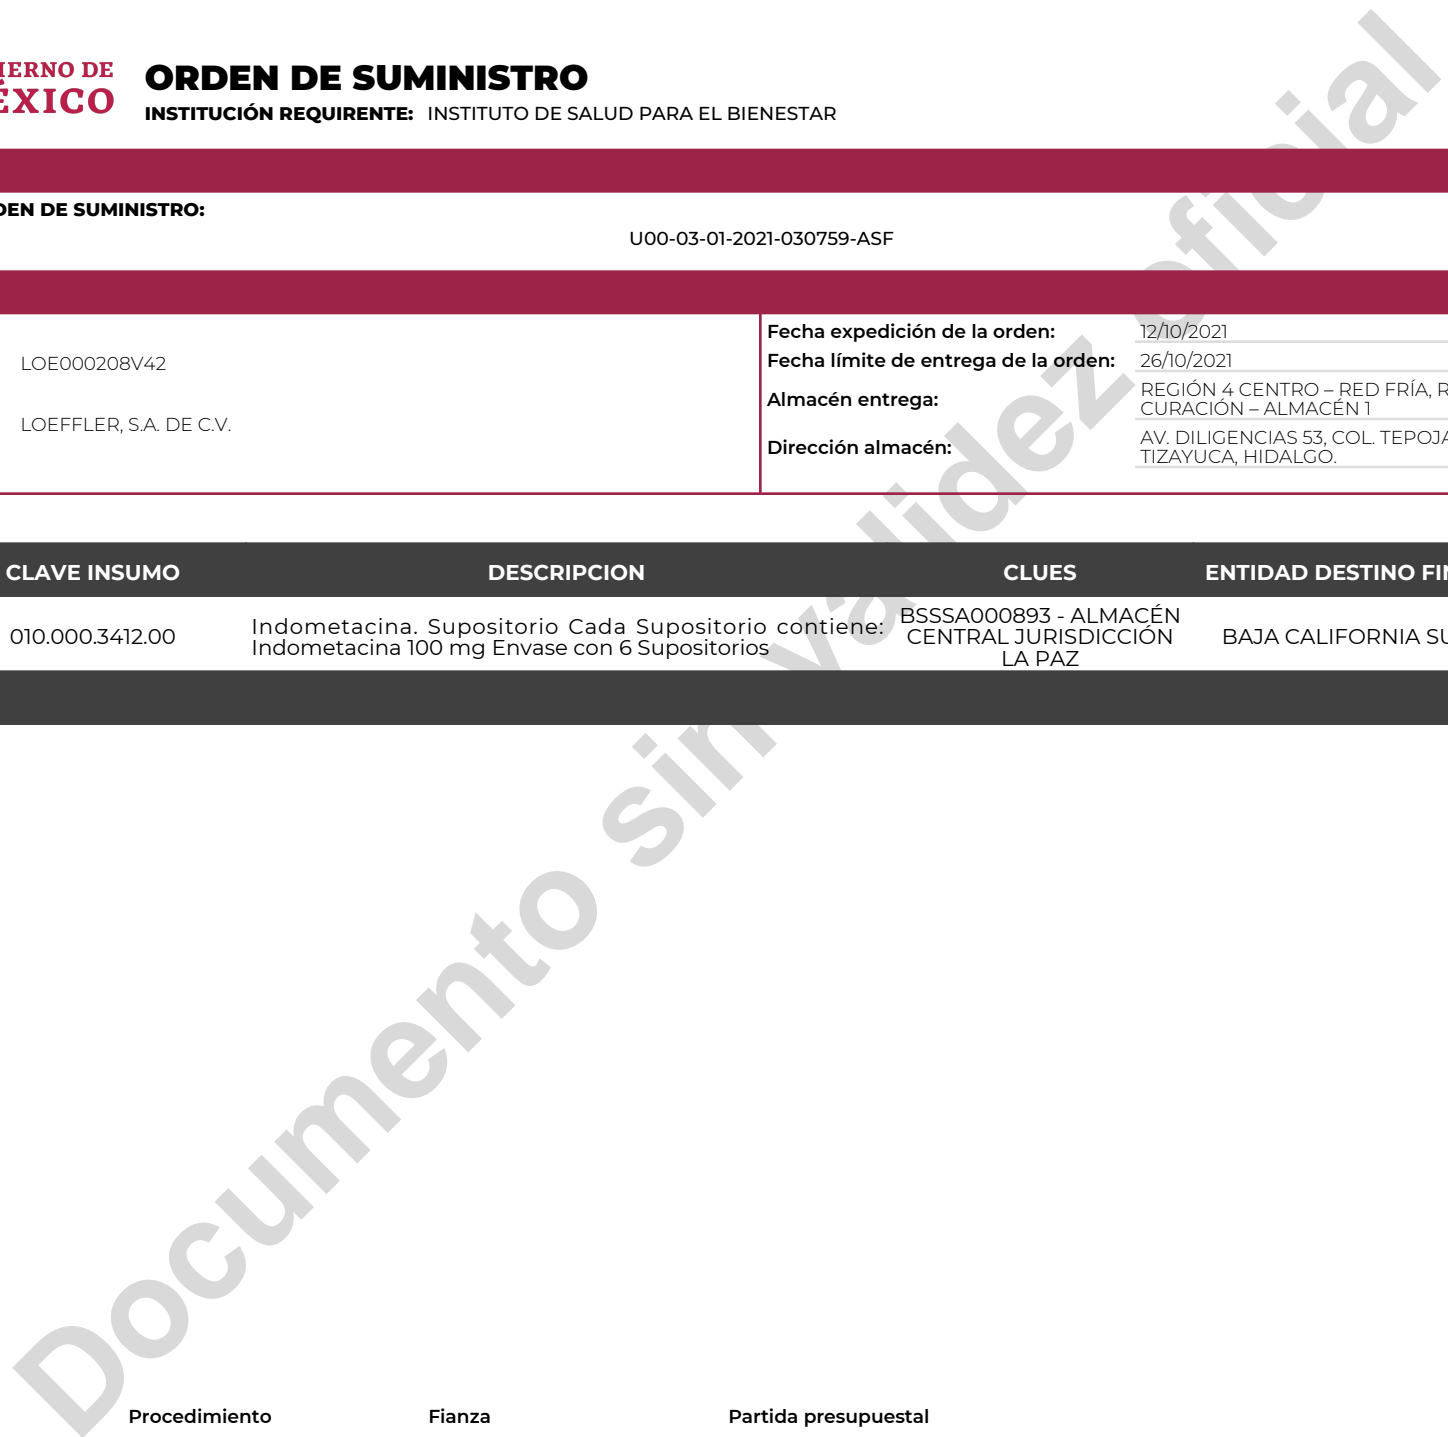 IERNO DE
ÉXICO
ORDEN DE SUMINISTRO
INSTITUCIÓN REQUIRENTE: INSTITUTO DE SALUD PARA EL BIENESTAR
DEN DE SUMINISTRO:
U00-03-01-2021-030759-ASF
LOE000208V42
LOEFFLER, S.A. DE C.V.
Fecha expedición de la orden: 12/10/2021
Fecha límite de entrega de la orden: 26/10/2021
Almacén entrega: REGIÓN 4 CENTRO – RED FRÍA, R
CURACIÓN – ALMACÉN 1
Dirección almacén: AV. DILIGENCIAS 53, COL. TEPOJA
TIZAYUCA, HIDALGO.
CLAVE INSUMO DESCRIPCION CLUES ENTIDAD DESTINO FIN
010.000.3412.00
Indometacina. Supositorio Cada Supositorio contiene:
Indometacina 100 mg Envase con 6 Supositorios
BSSSA000893 - ALMACÉN
CENTRAL JURISDICCIÓN
LA PAZ
BAJA CALIFORNIA SU
Documento sin validez oficial
Procedimiento Fianza Partida presupuestal